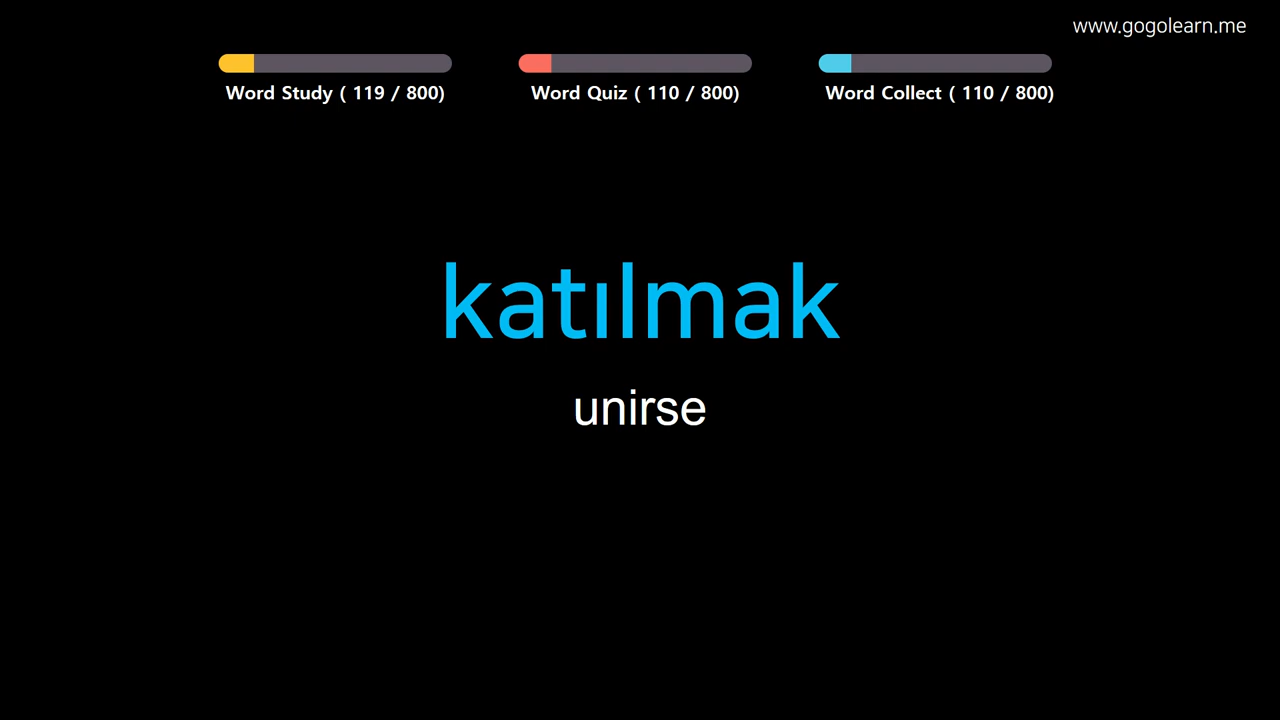 www.gogolearn.me
Word Study ( 119 / 800)
Word Quiz ( 110 / 800)
Word Collect ( 110 / 800)
katılmak
unirse